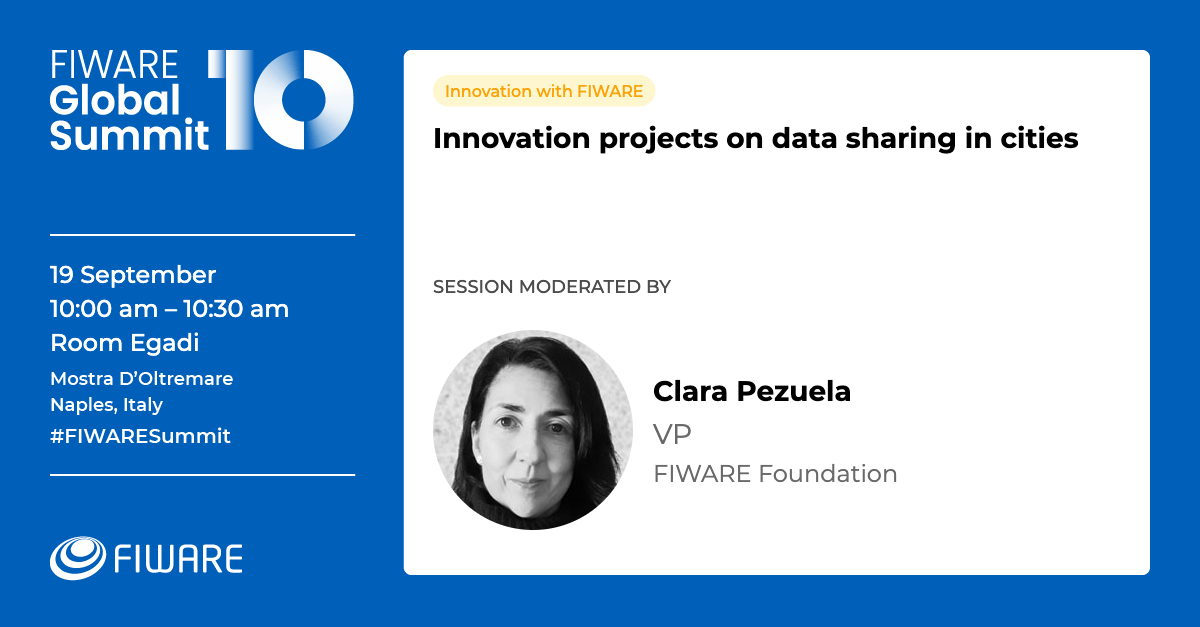 FIWARE
Global
Summit
10
19 September
10:00 am – 10:30 am
Room Egadi
Mostra D’Oltremare
Naples, Italy
#FIWARESummit
FIWARE
Innovation with FIWARE
Innovation projects on data sharing in cities
SESSION MODERATED BY
Clara Pezuela
VP
FIWARE Foundation